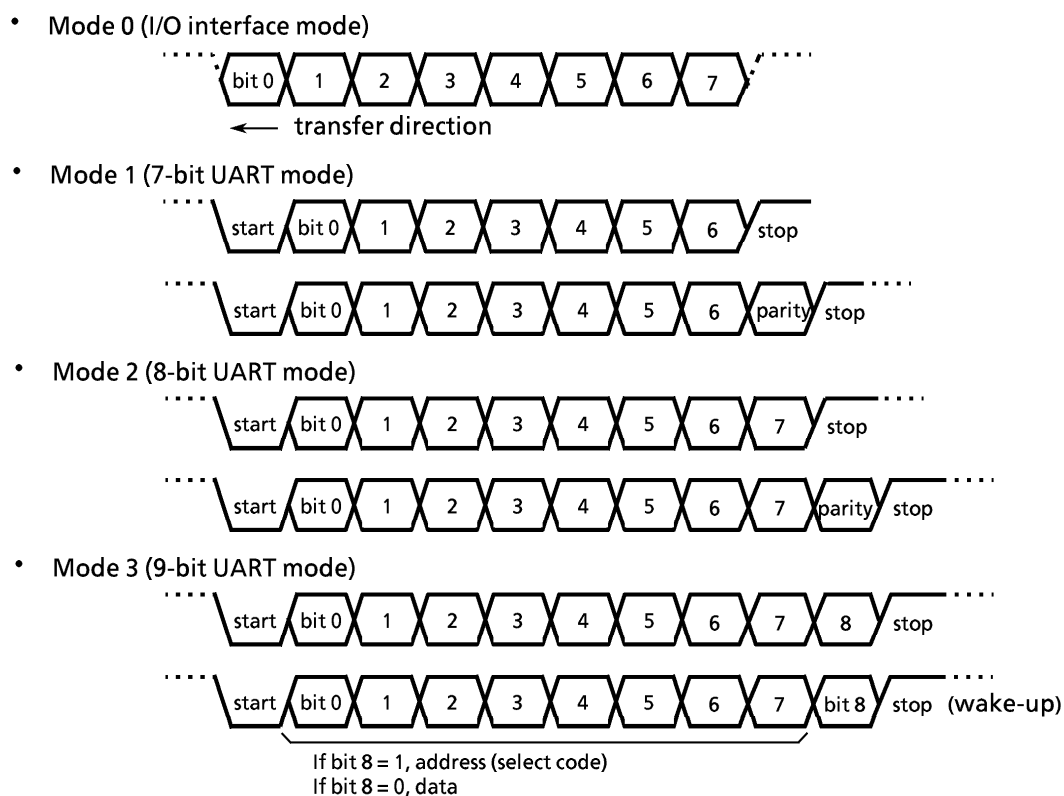 • Mode 0 (I/O interface mode)
bit 0 1 2 3 4 5 6 7
transfer direction
• Mode 1 (7-bit UART mode)
start bit 0 1 2 3 4 5 6 stop
start bit 0 1 2 3 4 5 6 parity stop
• Mode 2 (8-bit UART mode)
start bit 0 1 2 3 4 5 6 7 stop
start bit 0 1 2 3 4 5 6 7 parity stop
• Mode 3 (9-bit UART mode)
start bit 0 1 2 3 4 5 6 7 8 stop
start bit 0 1 2 3 4 5 6 7 bit 8 stop (wake-up)
If bit 8 = 1, address (select code)
If bit 8 = 0, data